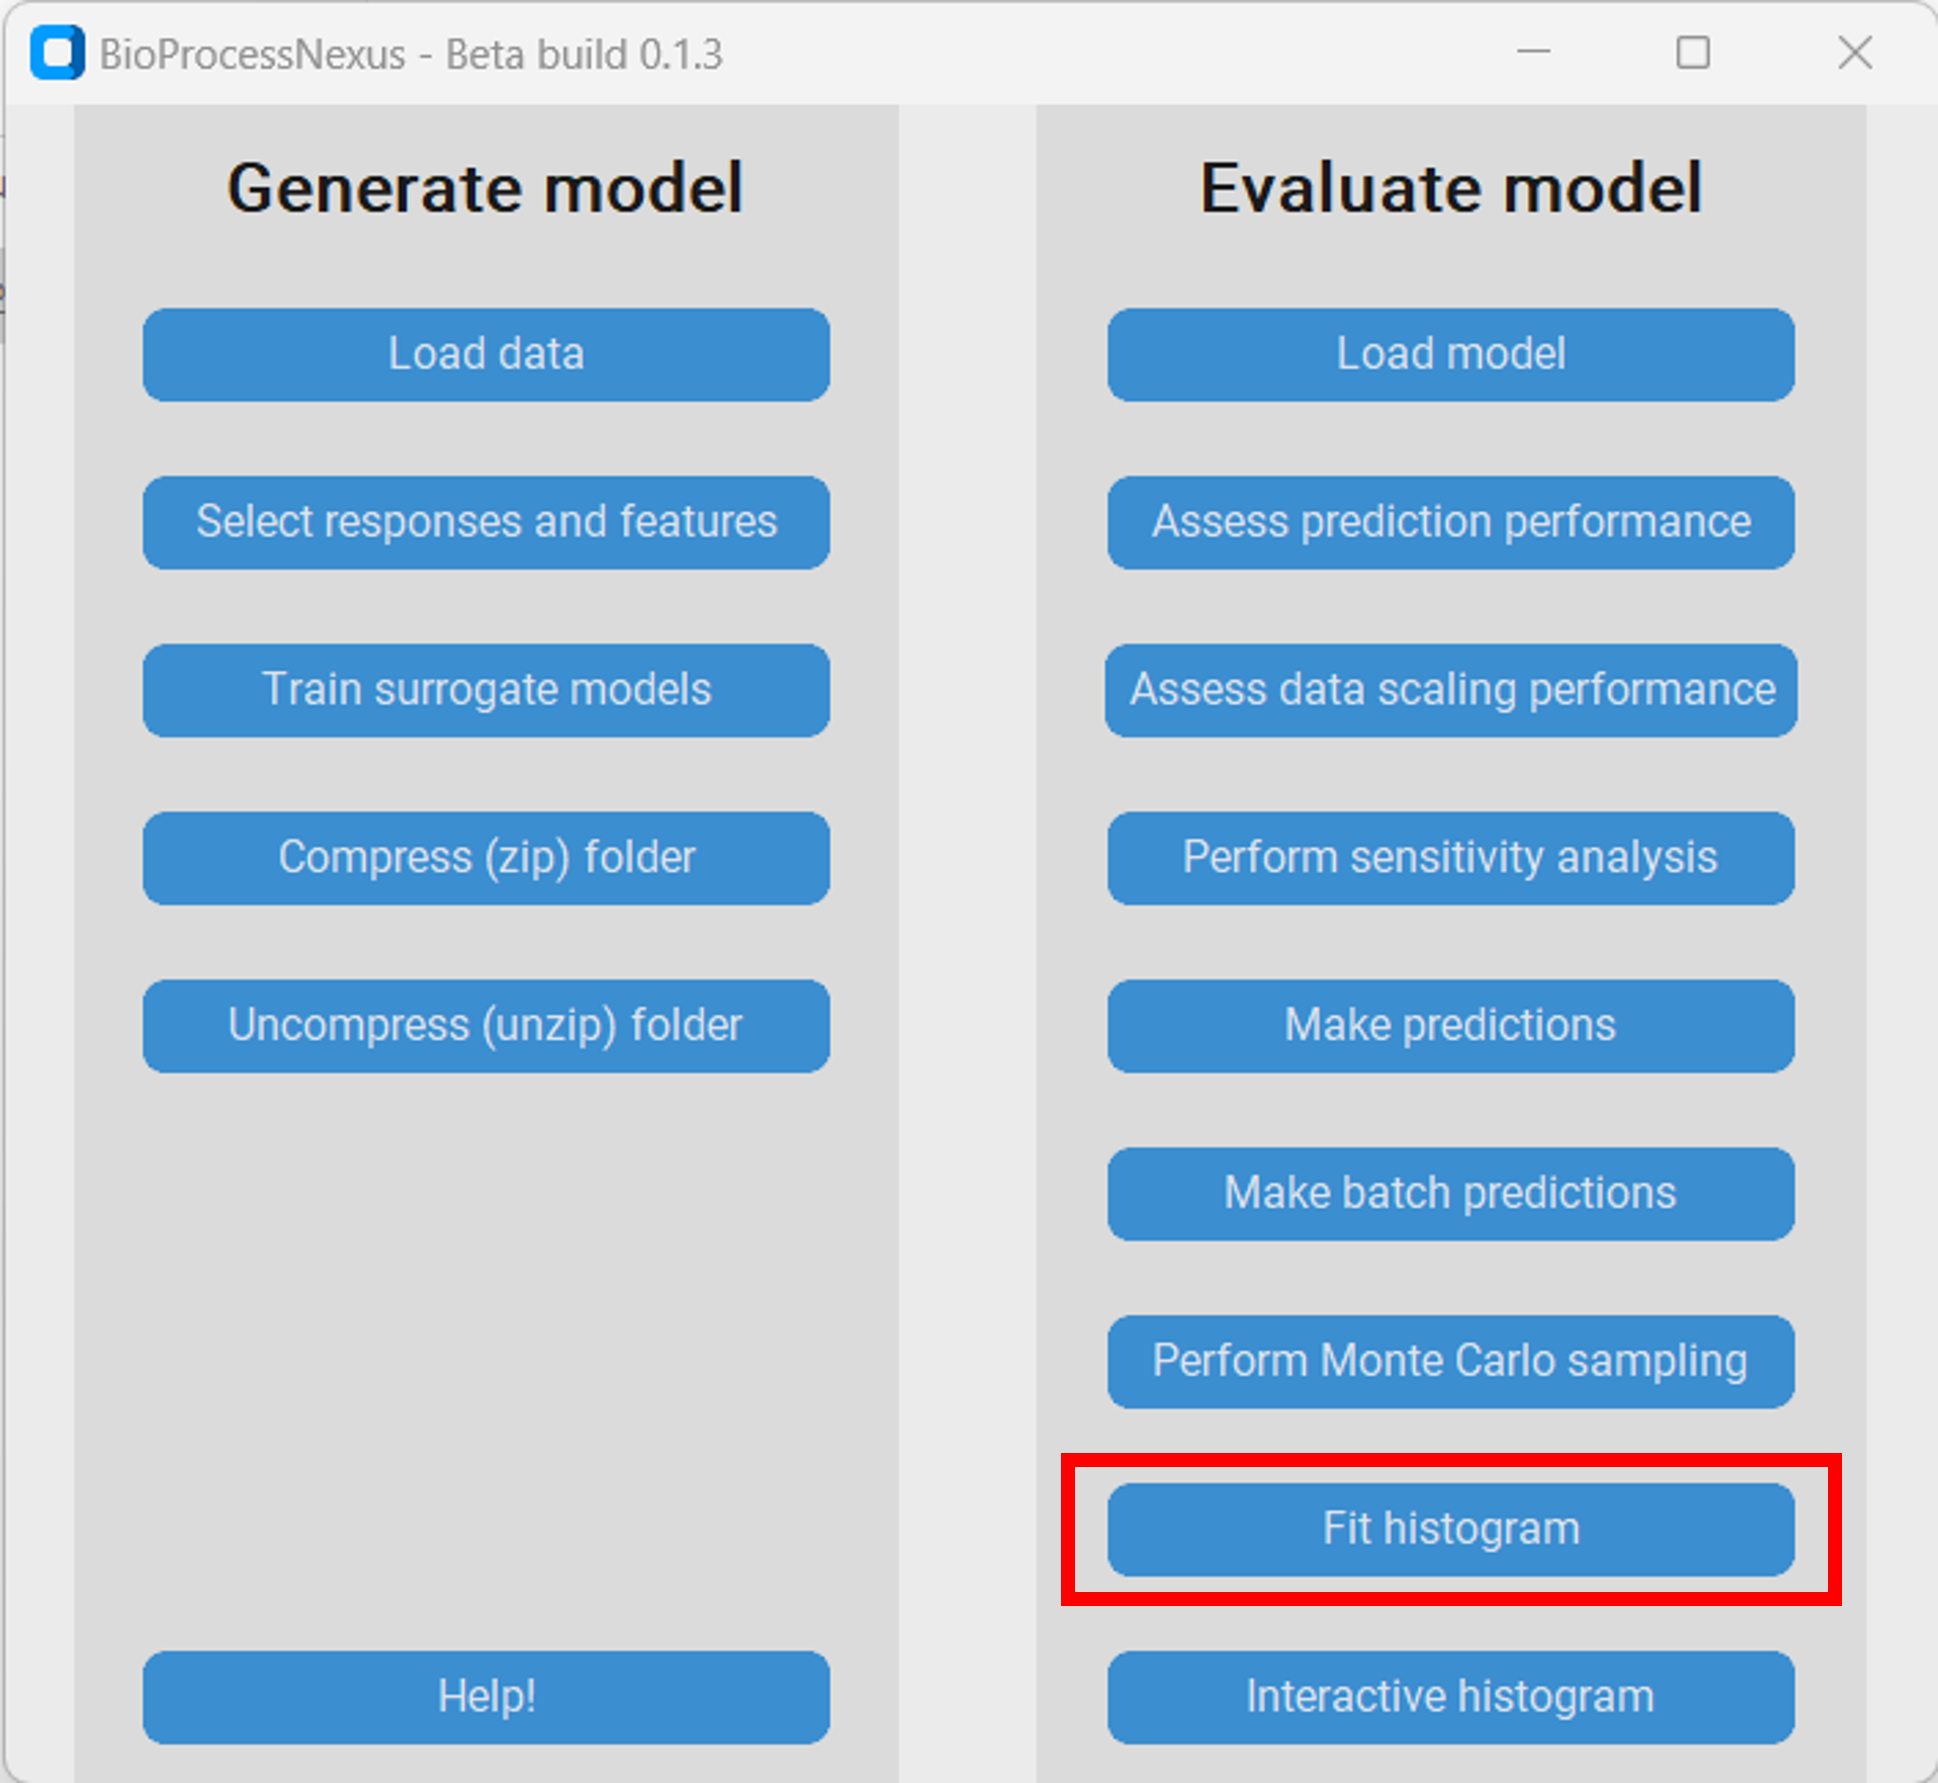 BioProcessNexus - Beta build 0.1.3
Generate model
Load data
Select responses and features
Train surrogate models
Compress (zip) folder
Uncompress (unzip) folder
Help!
Evaluate model
Load model
Assess prediction performance
Assess data scaling performance
Perform sensitivity analysis
Make predictions
Make batch predictions
Perform Monte Carlo sampling
Fit histogram
Interactive histogram